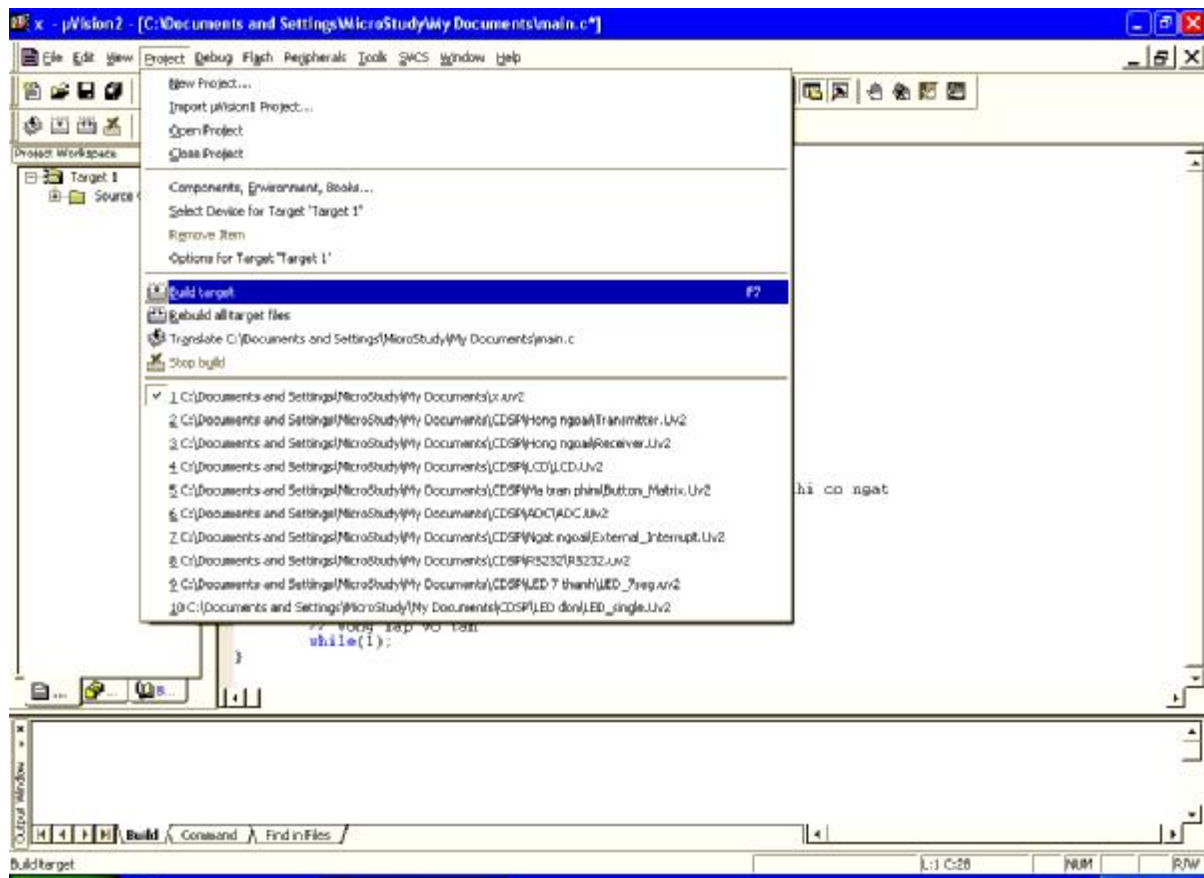 x - µVision2 - [C:\Documents and Settings\MicroStudy\My Documents\main.c*]
File Edit View Project Debug Flash Peripherals Tools SVCS Window Help
New Project...
Import µVision1 Project...
Open Project
Close Project
Project Workspace
Target 1
Source
Components, Environment, Books...
Select Device for Target 'Target 1'
Remove Item
Options for Target 'Target 1'
Build target F7
Rebuild all target files
Translate C:\Documents and Settings\MicroStudy\My Documents\main.c
Stop build
1 C:\Documents and Settings\MicroStudy\My Documents\x.uv2
2 C:\Documents and Settings\MicroStudy\My Documents\CDSP\Hong ngoai\Transmitter.Uv2
3 C:\Documents and Settings\MicroStudy\My Documents\CDSP\Hong ngoai\Receiver.Uv2
4 C:\Documents and Settings\MicroStudy\My Documents\CDSP\LCD\LCD.Uv2
5 C:\Documents and Settings\MicroStudy\My Documents\CDSP\Ma tran phim\Button_Matrix.Uv2
hi co ngat
6 C:\Documents and Settings\MicroStudy\My Documents\CDSP\ADC\ADC.Uv2
7 C:\Documents and Settings\MicroStudy\My Documents\CDSP\Ngat ngoai\External_Interrupt.Uv2
8 C:\Documents and Settings\MicroStudy\My Documents\CDSP\RS232\RS232.uv2
9 C:\Documents and Settings\MicroStudy\My Documents\CDSP\LED 7 thanh\LED_7seg.uv2
10 C:\Documents and Settings\MicroStudy\My Documents\CDSP\LED don\LED_single.Uv2
// vong lap vo tan
while(1);
}
... ... B...
Output Window
Build Command Find in Files
Build target L:1 C:28 NUM R/W